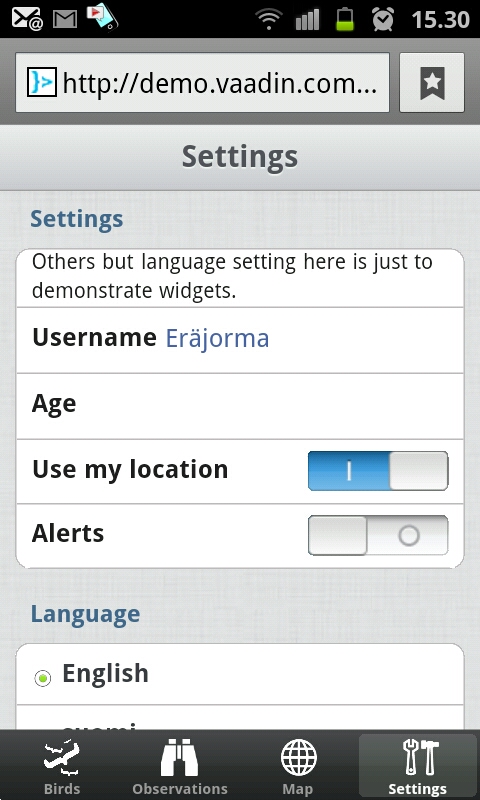 15.30
http://demo.vaadin.com...
Settings
Settings
Others but language setting here is just to
demonstrate widgets.
Username Eräjorma
Age
Use my location
Alerts
Language
English
suomi
Birds Observations Map Settings